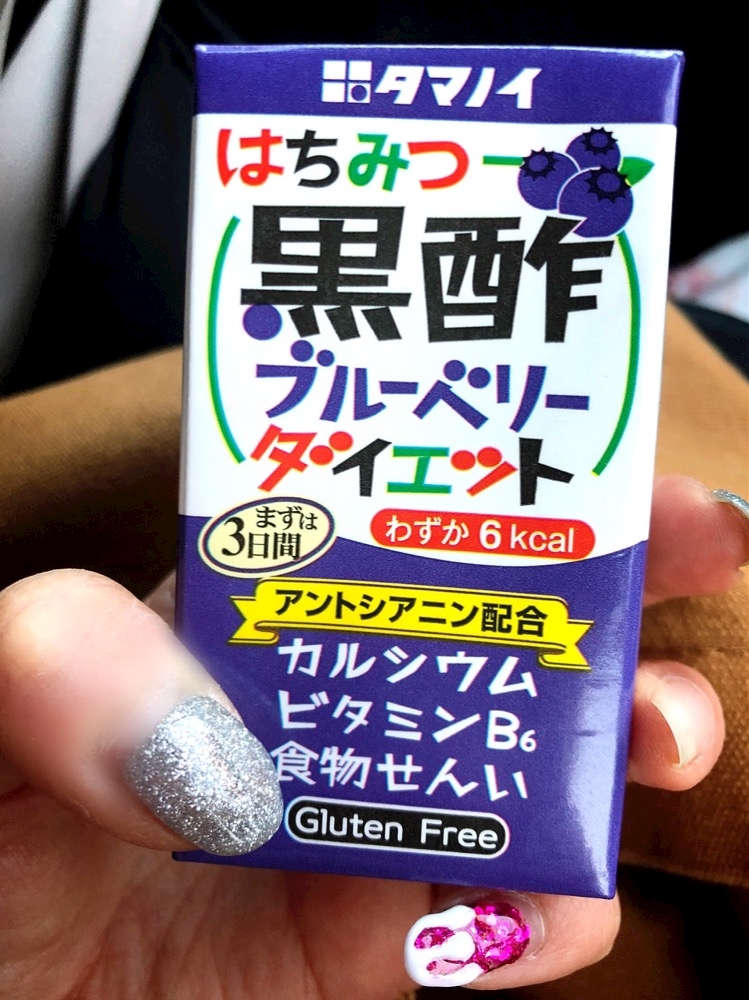 タマノイ
はちみつ
黒酢
ブルーベリー
ダイエット
まずは
3日間
わずか 6 kcal
アントシアニン配合
カルシウム
ビタミンB6
食物せんい
Gluten Free